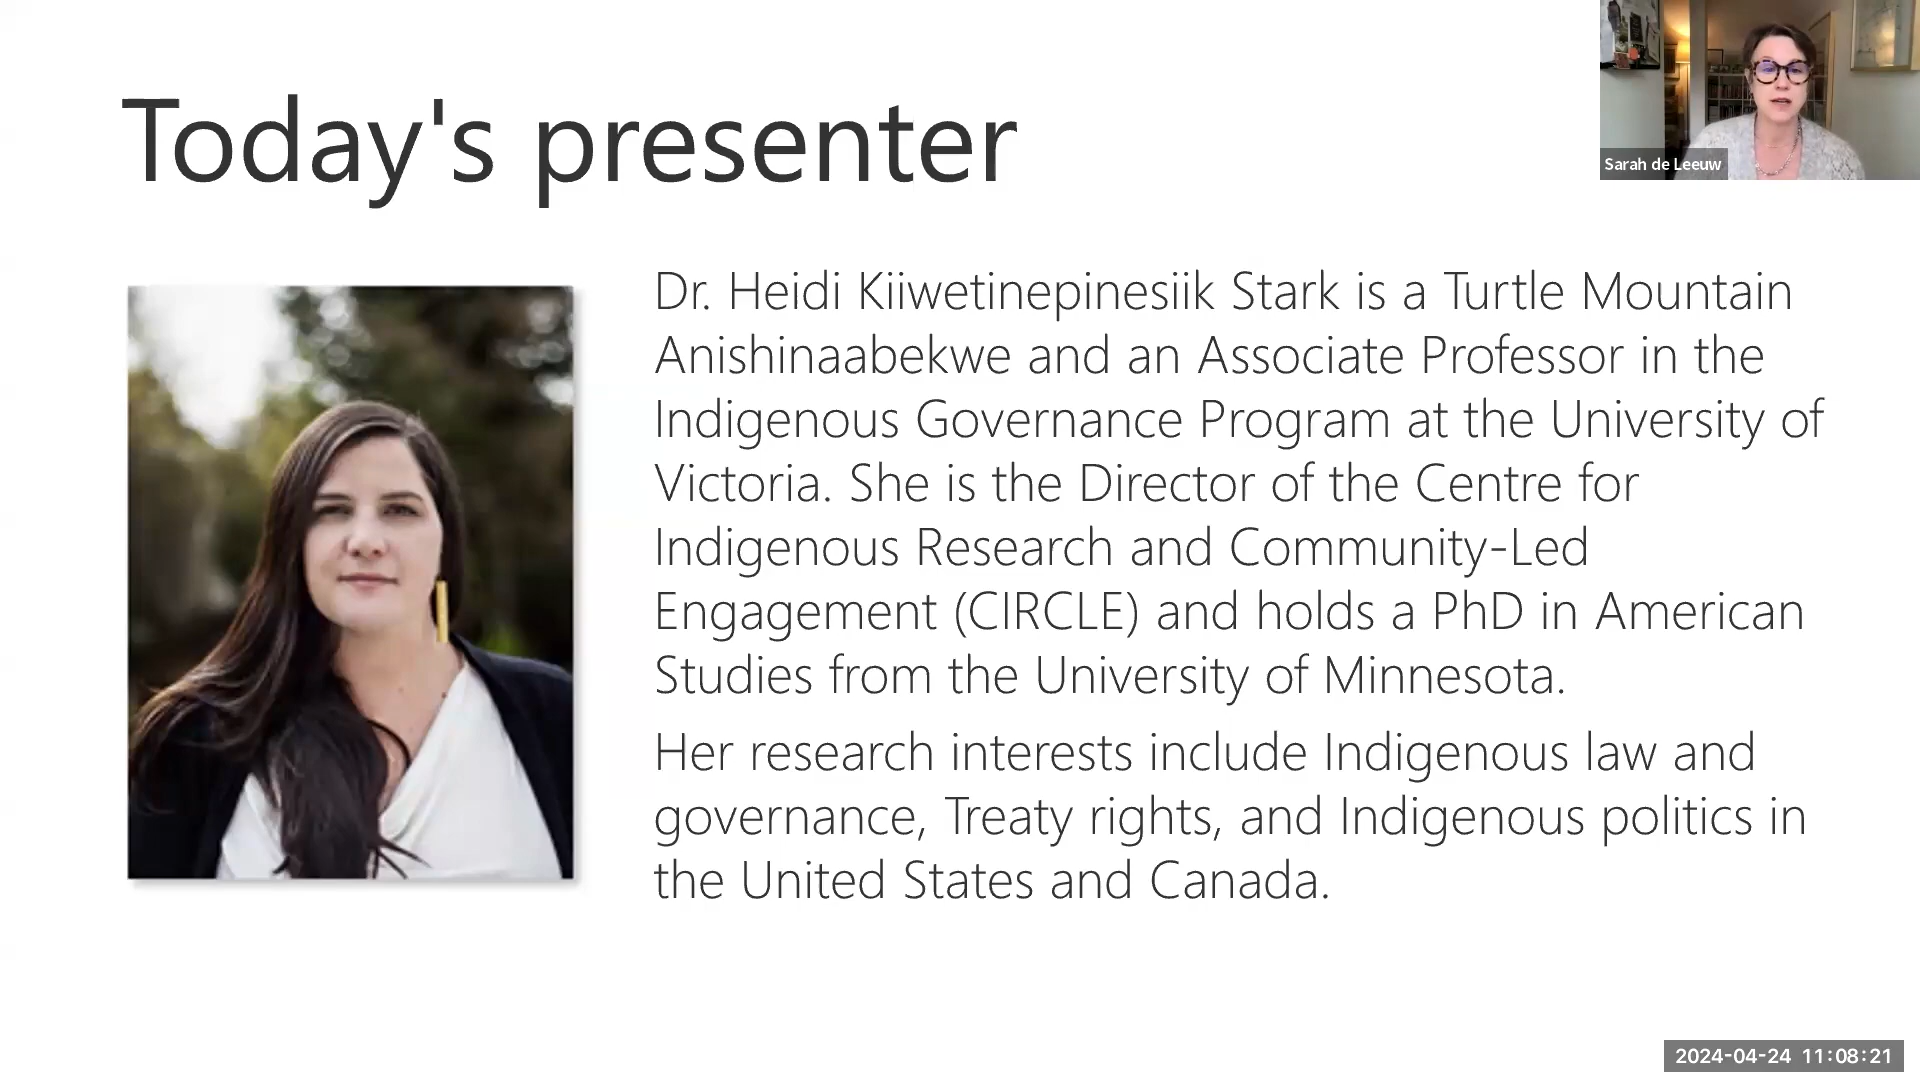 Today's presenter
Sarah de Leeuw
Dr. Heidi Kiiwetinepinesiik Stark is a Turtle Mountain
Anishinaabekwe and an Associate Professor in the
Indigenous Governance Program at the University of
Victoria. She is the Director of the Centre for
Indigenous Research and Community-Led
Engagement (CIRCLE) and holds a PhD in American
Studies from the University of Minnesota.
Her research interests include Indigenous law and
governance, Treaty rights, and Indigenous politics in
the United States and Canada.
2024-04-24 11:08:21